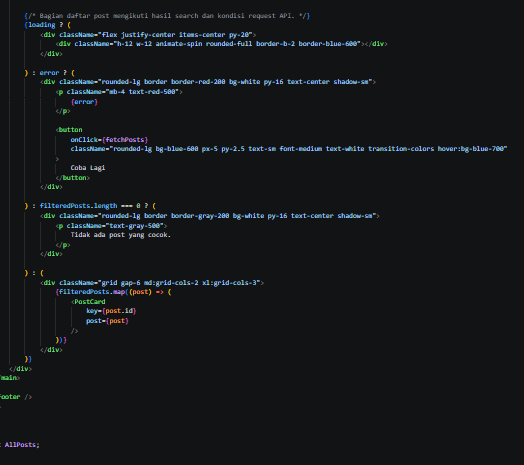 {/* Bagian daftar post mengikuti hasil search dan kondisi request API. */}
{loading ? (
<div className="flex justify-center items-center py-20">
<div className="h-12 w-12 animate-spin rounded-full border-b-2 border-blue-600"></div>
</div>
) : error ? (
<div className="rounded-lg border border-red-200 bg-white py-16 text-center shadow-sm">
<p className="mb-4 text-red-500">
{error}
</p>
<button
onClick={fetchPosts}
className="rounded-lg bg-blue-600 px-5 py-2.5 text-sm font-medium text-white transition-colors hover:bg-blue-700"
>
Coba Lagi
</button>
</div>
) : filteredPosts.length === 0 ? (
<div className="rounded-lg border border-gray-200 bg-white py-16 text-center shadow-sm">
<p className="text-gray-500">
Tidak ada post yang cocok.
</p>
</div>
) : (
<div className="grid gap-6 md:grid-cols-2 xl:grid-cols-3">
{filteredPosts.map((post) => (
<PostCard
key={post.id}
post={post}
/>
))}
</div>
)}
</div>
main>
ooter />
AllPosts;